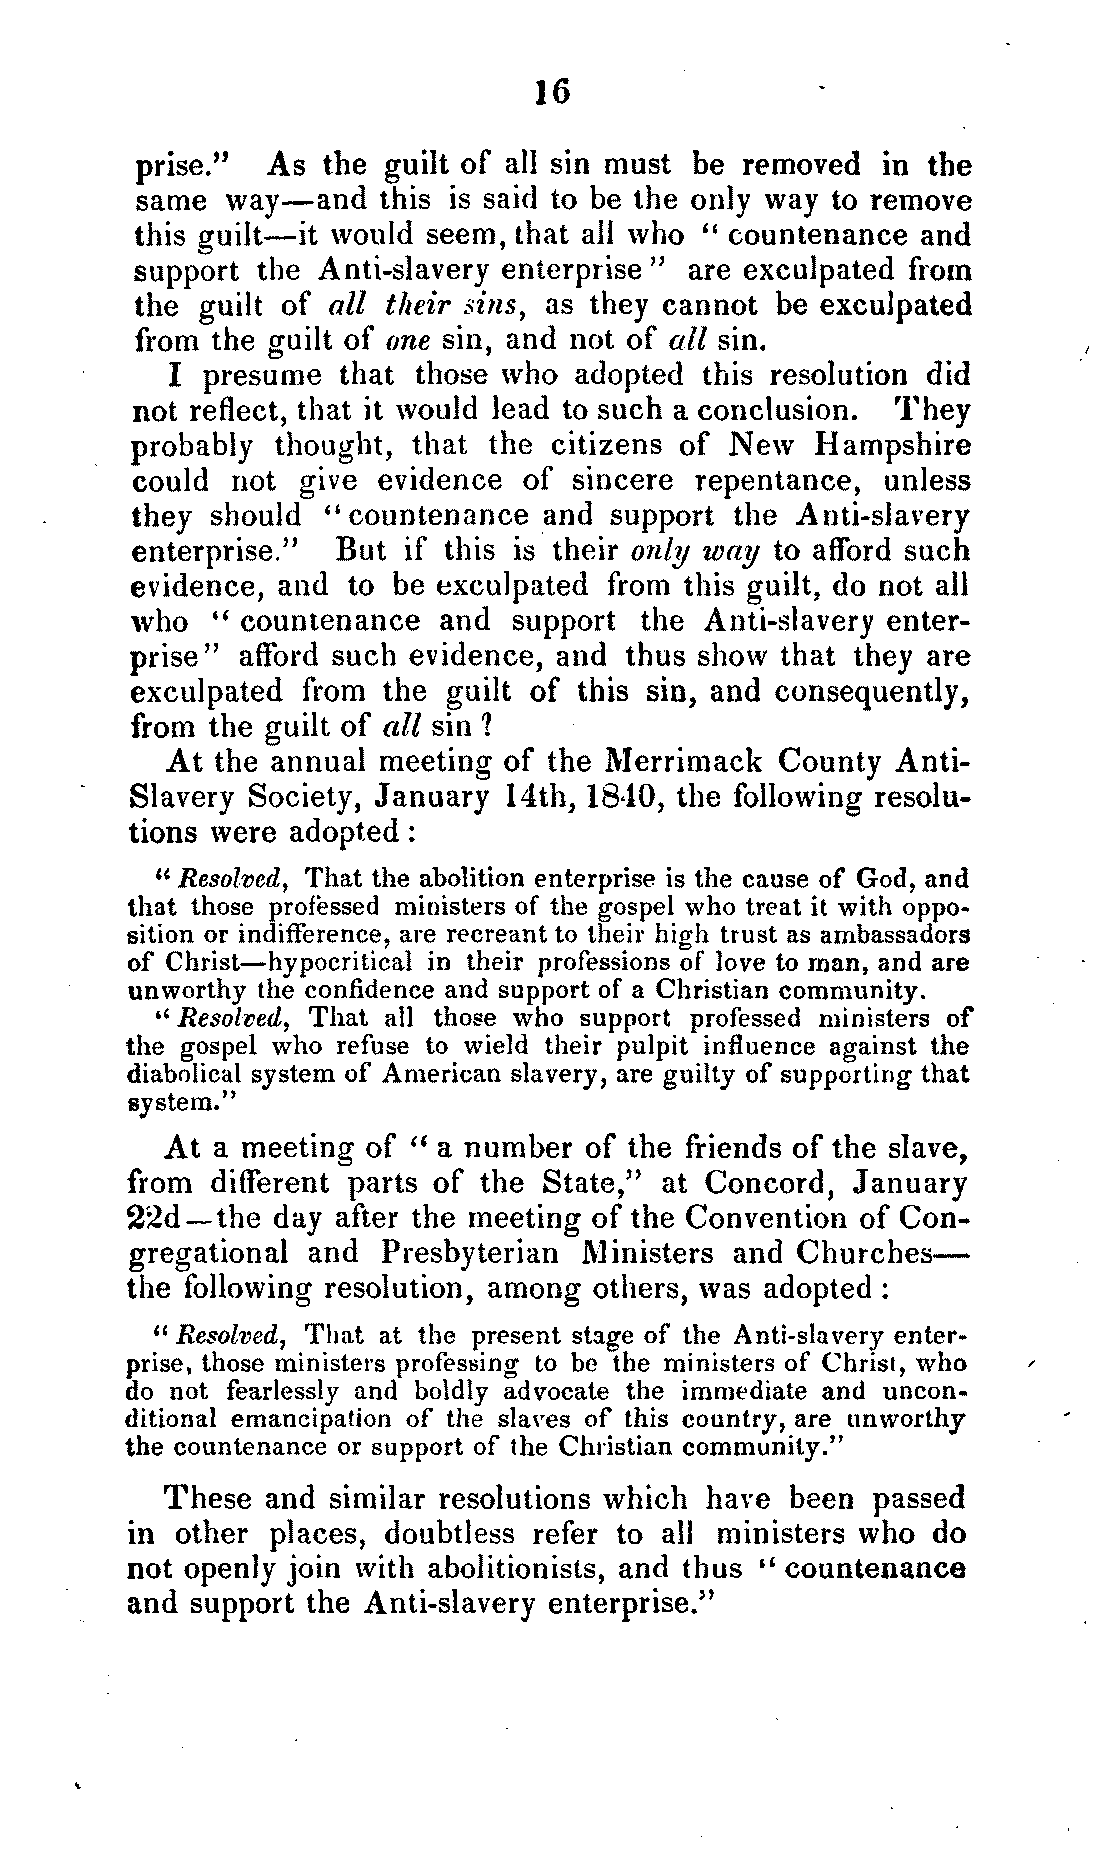 16
prise." As the guilt of all sin must be removed in the
same way—and this is said to be the only way to remove
this guilt—it would seem, that all who " countenance and
support the Anti-slavery enterprise " are exculpated from
the guilt of all their sins, as they cannot be exculpated
from the guilt of one sin, and not of all sin.
I presume that those who adopted this resolution did
not reflect, that it would lead to such a conclusion. They
probably thought, that the citizens of New Hampshire
could not give evidence of sincere repentance, unless
they should " countenance and support the Anti-slavery
enterprise." But if this is their only way to afford such
evidence, and to be exculpated from this guilt, do not all
who " countenance and support the Anti-slavery enter-
prise" afford such evidence, and thus show that they are
exculpated from the guilt of this sin, and consequently,
from the guilt of all sin ?
At the annual meeting of the Merrimack County Anti-
Slavery Society, January 14th, 1840, the following resolu-
tions were adopted :
" Resolved, That the abolition enterprise is the cause of God, and
that those professed ministers of the gospel who treat it with oppo-
sition or indifference, are recreant to their high trust as ambassadors
of Christ—hypocritical in their professions of love to man, and are
unworthy the confidence and support of a Christian community.
" Resolved, That all those who support professed ministers of
the gospel who refuse to wield their pulpit influence against the
diabolical system of American slavery, are guilty of supporting that
system."
At a meeting of " a number of the friends of the slave,
from different parts of the State," at Concord, January
22d—the day after the meeting of the Convention of Con-
gregational and Presbyterian Ministers and Churches—
the following resolution, among others, was adopted :
" Resolved, That at the present stage of the Anti-slavery enter-
prise, those ministers professing to be the ministers of Christ, who
do not fearlessly and boldly advocate the immediate and uncon-
ditional emancipation of the slaves of this country, are unworthy
the countenance or support of the Christian community."
These and similar resolutions which have been passed
in other places, doubtless refer to all ministers who do
not openly join with abolitionists, and thus " countenance
and support the Anti-slavery enterprise."